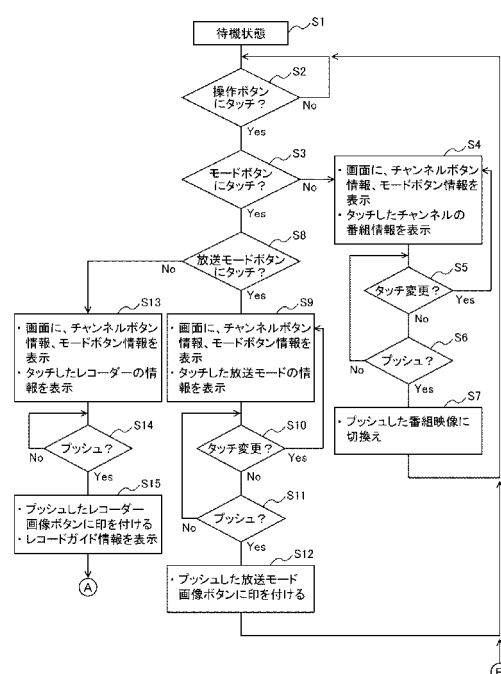 S1
待機状態
S2
操作ボタン
にタッチ？
No
Yes
S3
モードボタン
にタッチ？
No
Yes
S4
・画面に、チャンネルボタン
情報、モードボタン情報を
表示
・タッチしたチャンネルの
番組情報を表示
S5
タッチ変更？
Yes
No
S6
プッシュ？
No
Yes
S7
・プッシュした番組映像に
切換え
S8
放送モードボタン
にタッチ？
No
Yes
S9
・画面に、チャンネルボタン
情報、モードボタン情報を
表示
・タッチした放送モードの情
報を表示
S10
タッチ変更？
Yes
No
S11
プッシュ？
No
Yes
S12
・プッシュした放送モード
画像ボタンに印を付ける
S13
・画面に、チャンネルボタン
情報、モードボタン情報を
表示
・タッチしたレコーダーの情
報を表示
S14
プッシュ？
No
Yes
S15
・プッシュしたレコーダー
画像ボタンに印を付ける
・レコードガイド情報を表示
A